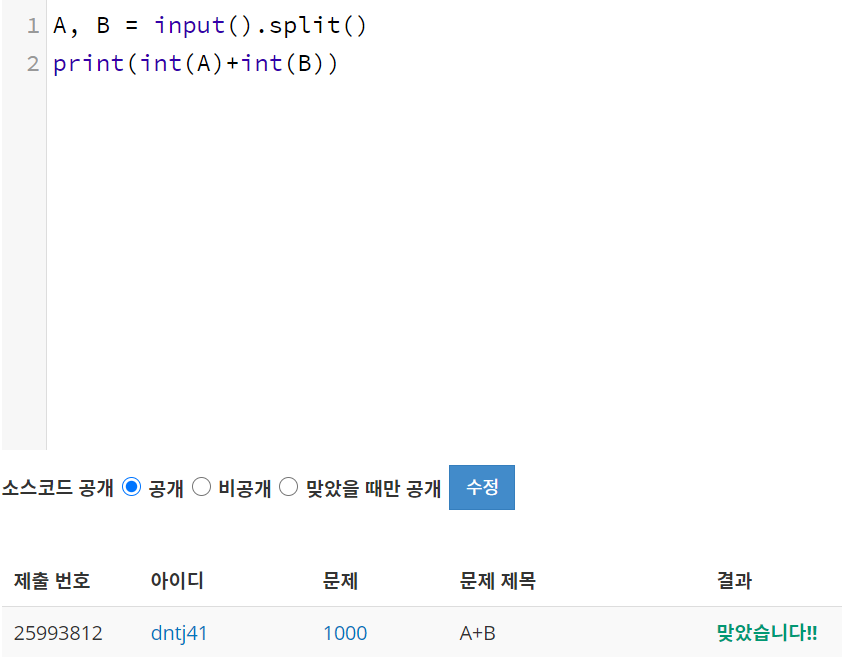 1 A, B = input().split()
2 print(int(A)+int(B))
소스코드 공개 공개 비공개 맞았을 때만 공개 수정
제출 번호 아이디 문제 문제 제목 결과
25993812 dntj41 1000 A+B 맞았습니다!!